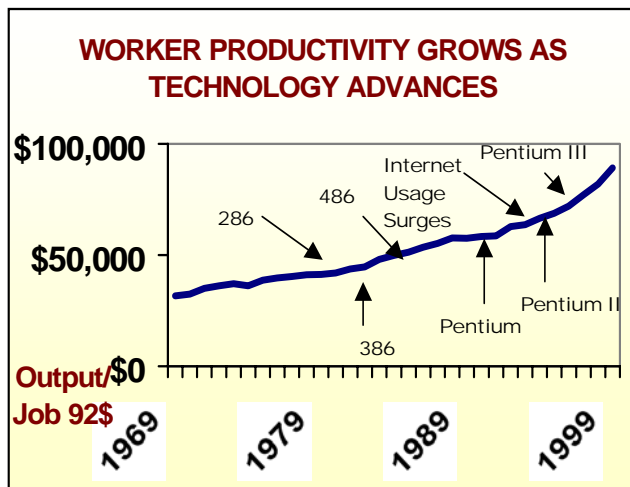 WORKER PRODUCTIVITY GROWS AS
TECHNOLOGY ADVANCES
$100,000
$50,000
$0
Output/
Job 92$
286
486
386
Internet
Usage
Surges
Pentium III
Pentium
Pentium II
1969
1979
1989
1999